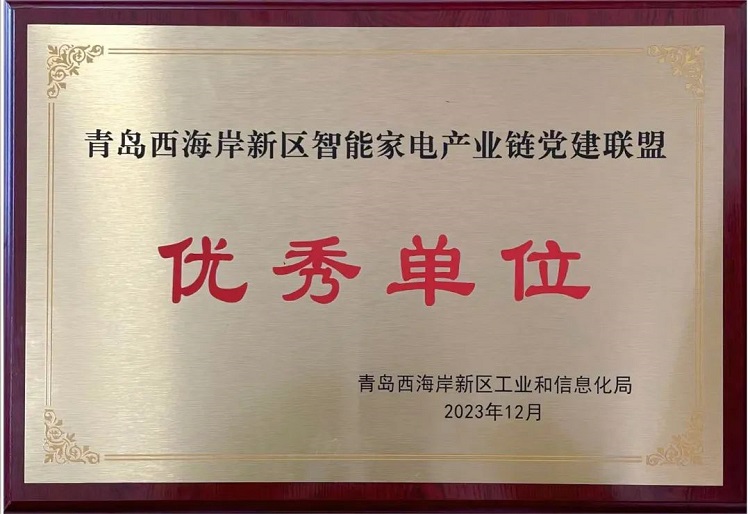 青岛西海岸新区智能家电产业链党建联盟
优秀单位
青岛西海岸新区工业和信息化局
2023年12月